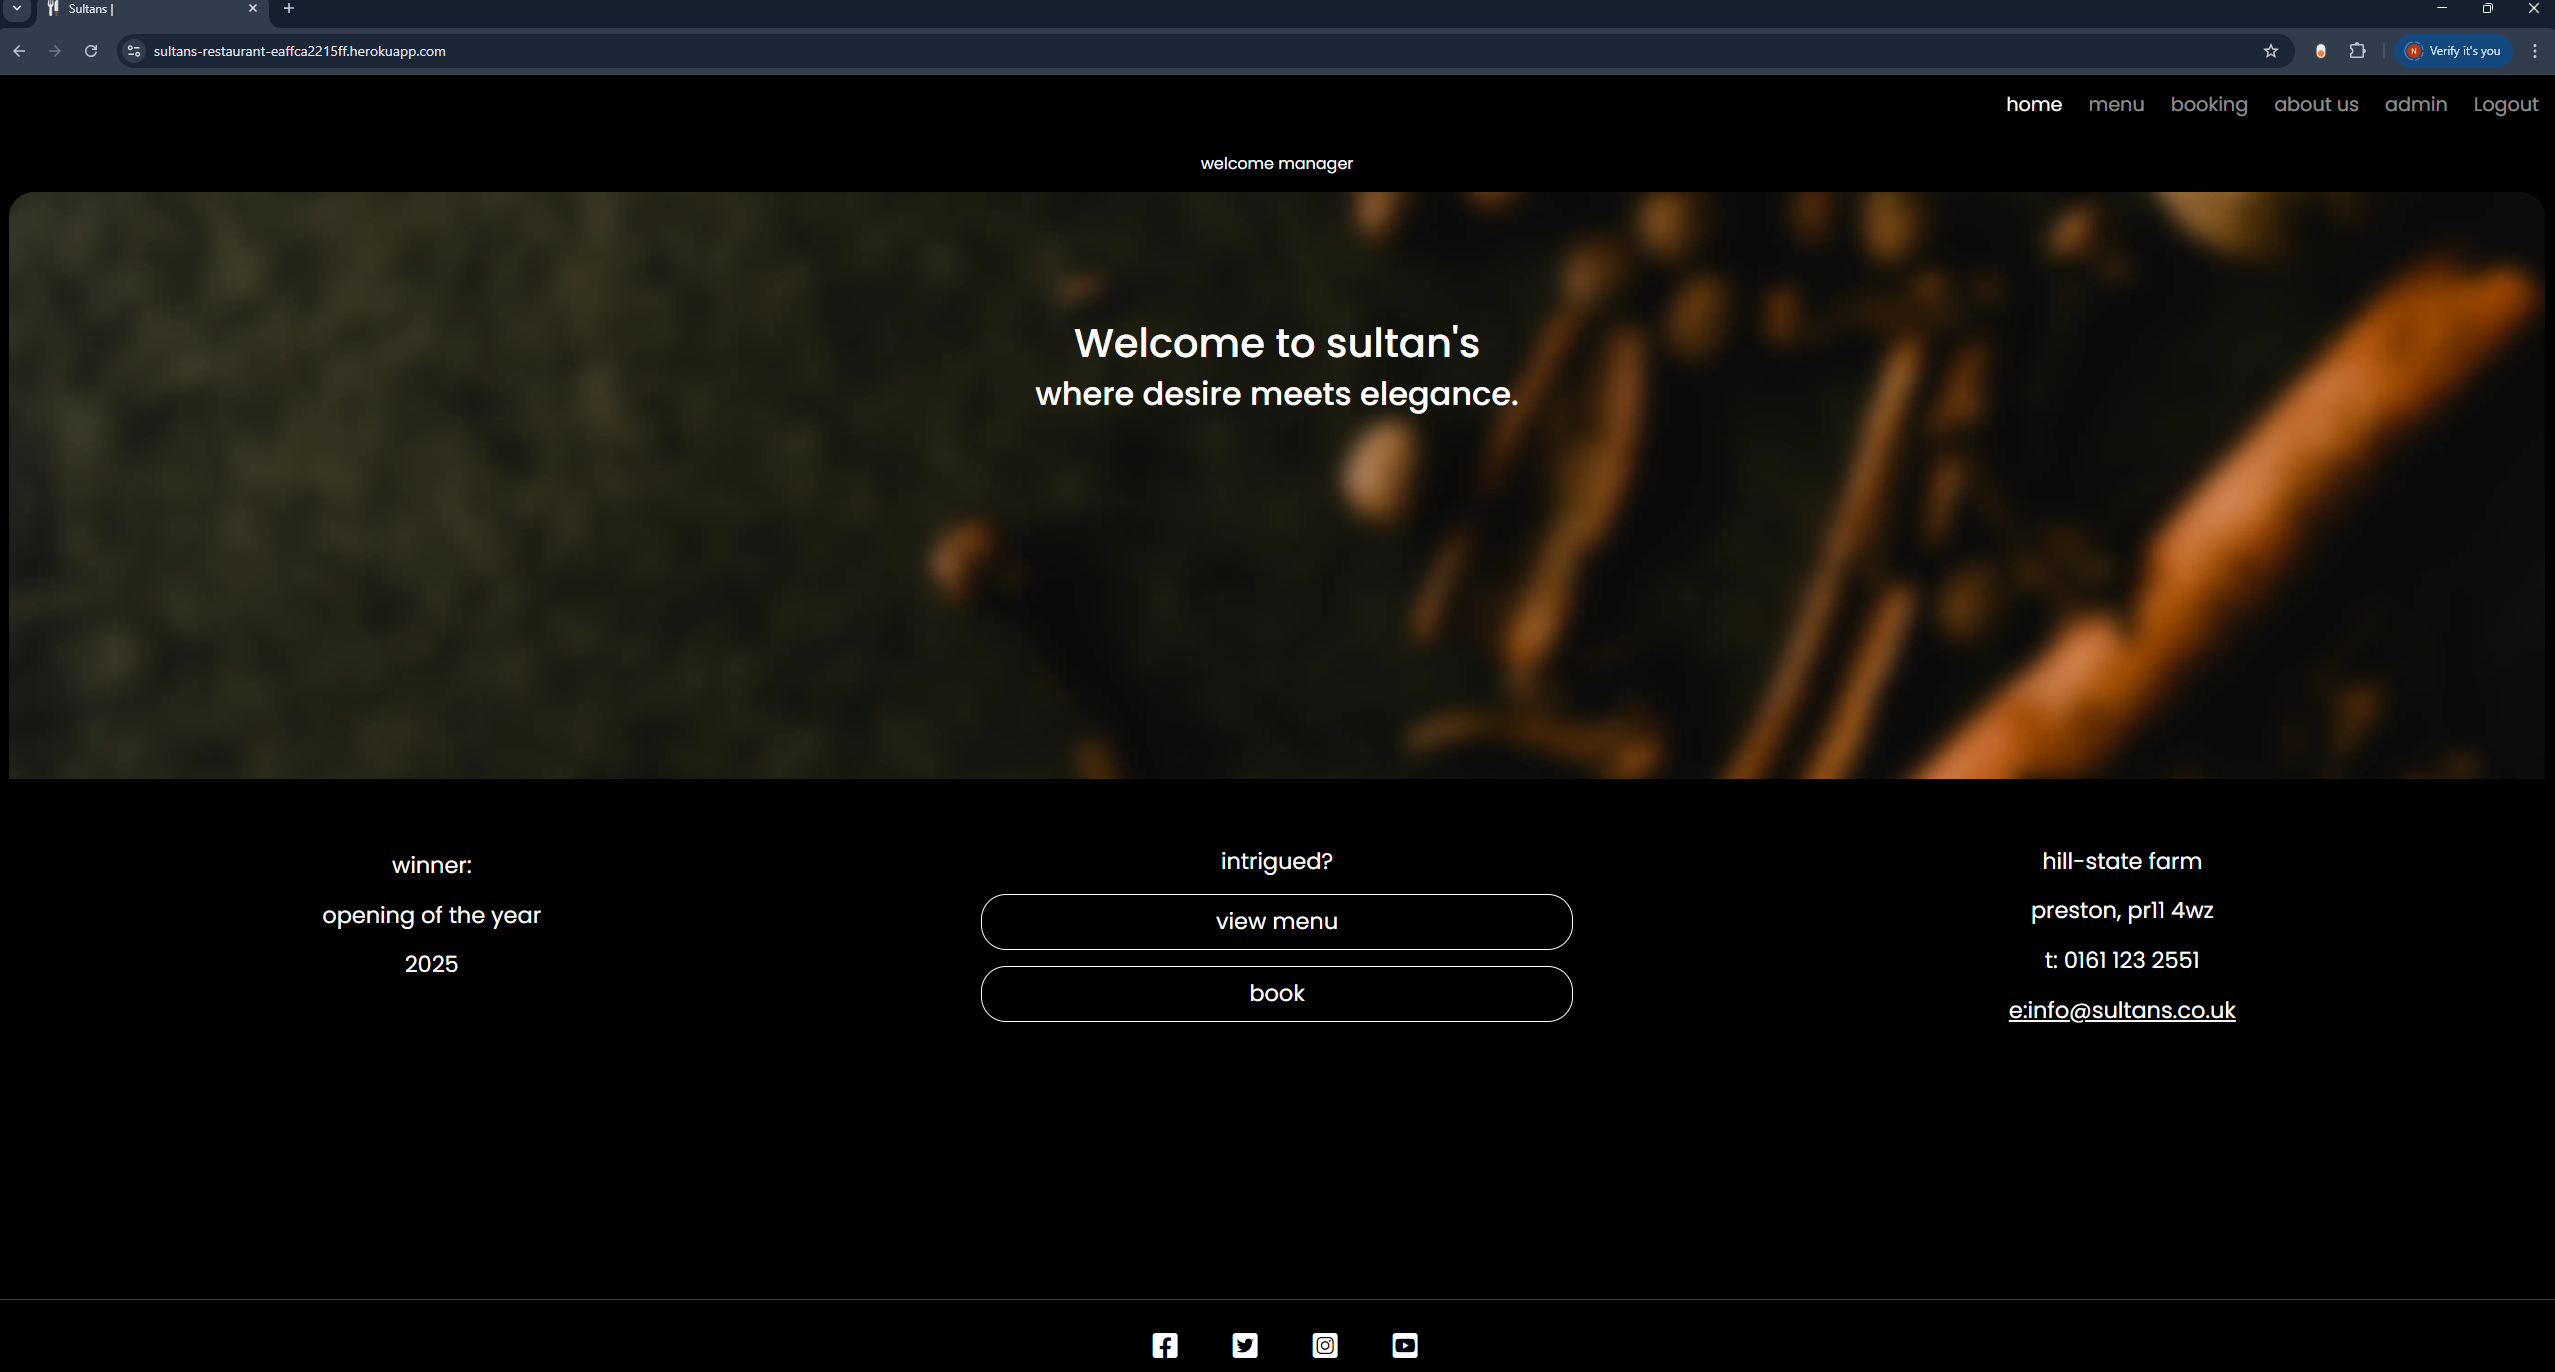 Sultans |
sultans-restaurant-eaffca2215ff.herokuapp.com
N Verify it's you
home menu booking about us admin Logout
welcome manager
Welcome to sultan's
where desire meets elegance.
winner:
opening of the year
2025
intrigued?
view menu
book
hill-state farm
preston, pr11 4wz
t: 0161 123 2551
e:info@sultans.co.uk